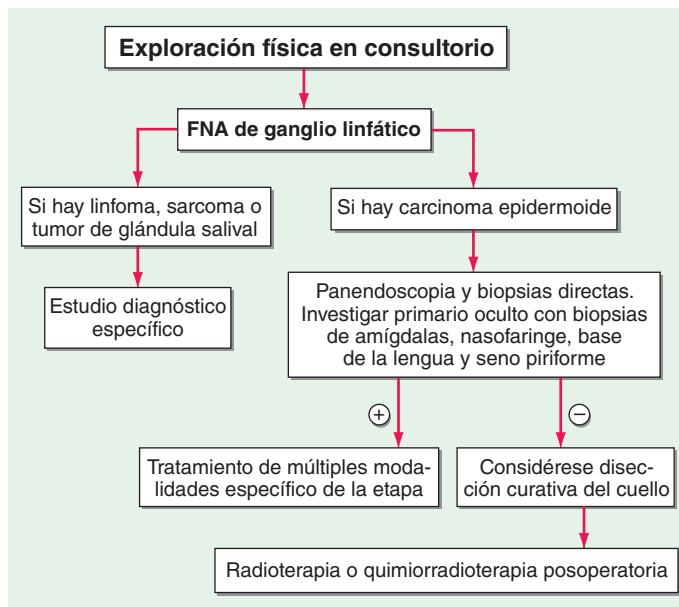 Exploración física en consultorio
FNA de ganglio linfático
Si hay linfoma, sarcoma o
tumor de glándula salival
Estudio diagnóstico
específico
Si hay carcinoma epidermoide
Panendoscopia y biopsias directas.
Investigar primario oculto con biopsias
de amígdalas, nasofaringe, base
de la lengua y seno piriforme
+
−
Tratamiento de múltiples moda-
lidades específico de la etapa
Considérese disec-
ción curativa del cuello
Radioterapia o quimiorradioterapia posoperatoria